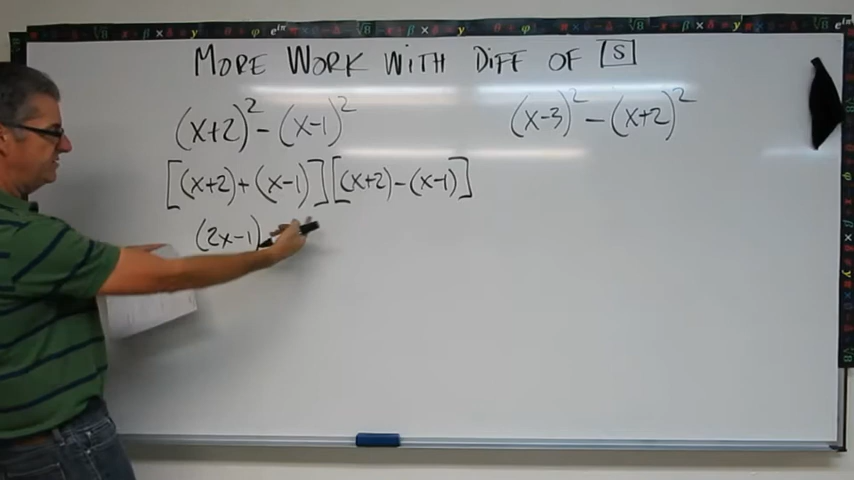 MORE WORK WITH DIFF OF [S]
(x+2)² - (x-1)²
(x-3)² - (x+2)²
[(x+2)+(x-1)][(x+2)-(x-1)]
(2x-1)